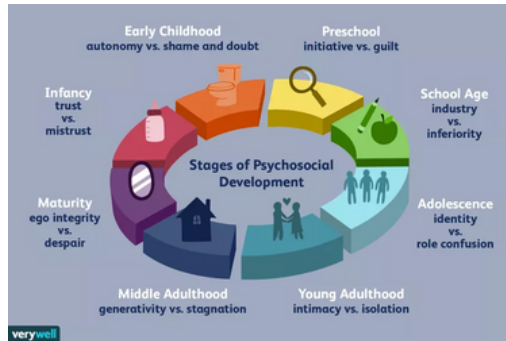 Early Childhood
autonomy vs. shame and doubt
Preschool
initiative vs. guilt
Infancy
trust
vs.
mistrust
School Age
industry
vs.
inferiority
Stages of Psychosocial
Development
Maturity
ego integrity
vs.
despair
Adolescence
identity
vs.
role confusion
Middle Adulthood
generativity vs. stagnation
Young Adulthood
intimacy vs. isolation
verywell